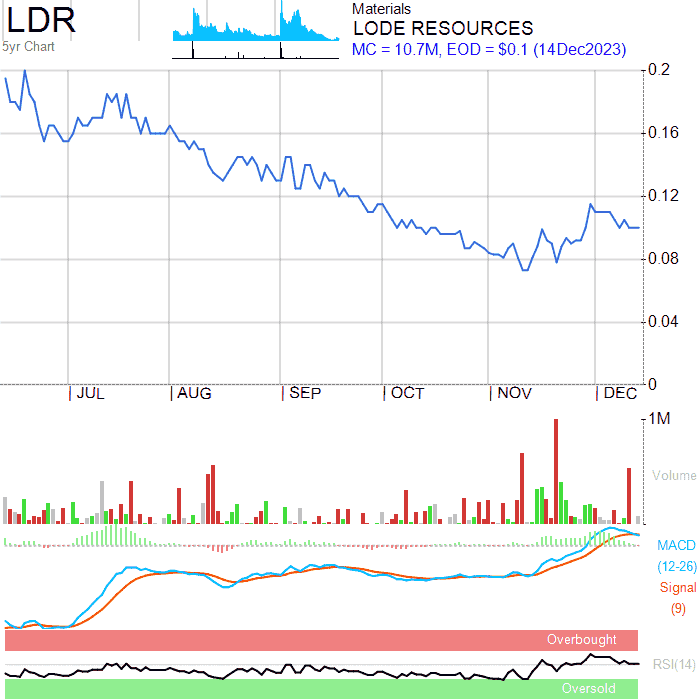 LDR
5yr Chart
Materials
LODE RESOURCES
MC = 10.7M, EOD = $0.1 (14Dec2023)
0.2
0.16
0.12
0.08
0.04
0
JUL AUG SEP OCT NOV DEC
1M
Volume
MACD
(12-26)
Signal
(9)
Overbought
RSI(14)
Oversold